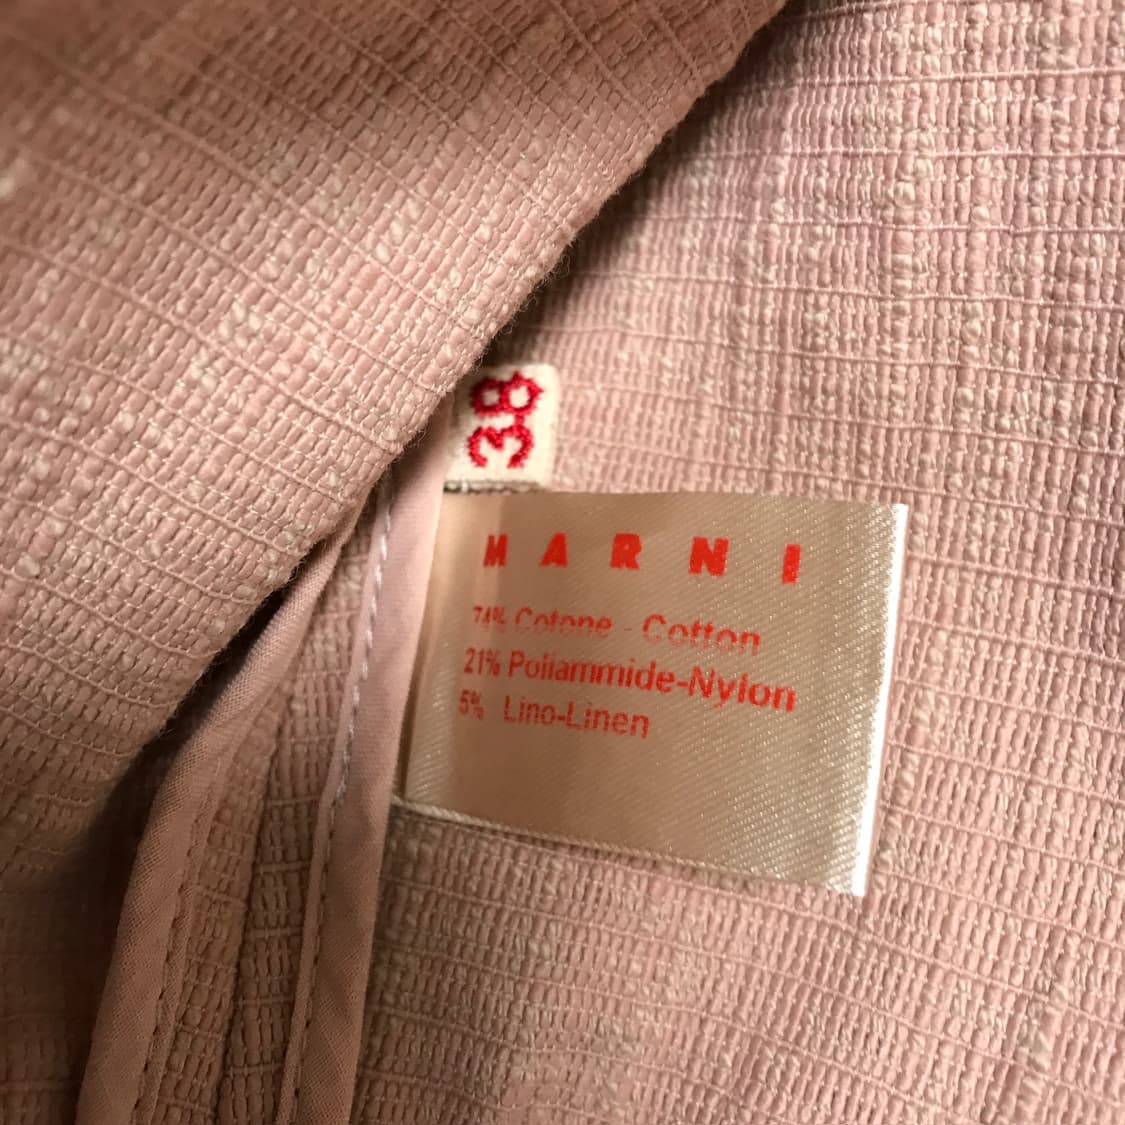 38
MARNI
74% Cotone - Cotton
21% Poliammide-Nylon
5% Lino-Linen